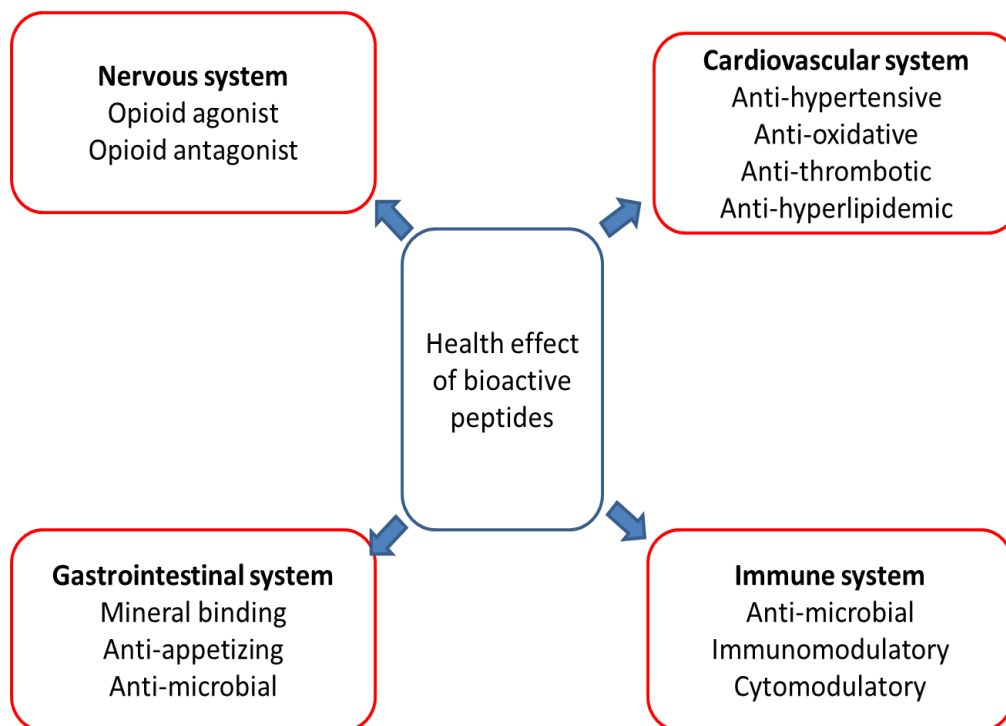 Nervous system
Opioid agonist
Opioid antagonist
Cardiovascular system
Anti-hypertensive
Anti-oxidative
Anti-thrombotic
Anti-hyperlipidemic
Health effect
of bioactive
peptides
Gastrointestinal system
Mineral binding
Anti-appetizing
Anti-microbial
Immune system
Anti-microbial
Immunomodulatory
Cytomodulatory